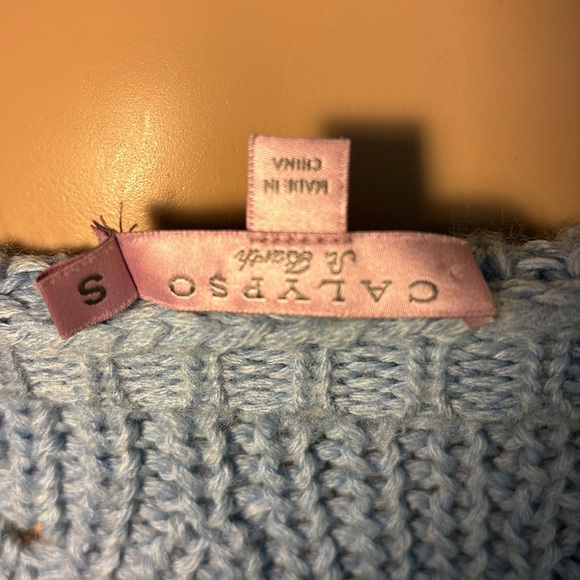 CALYPSO
St. Barth
MADE IN
CHINA
S